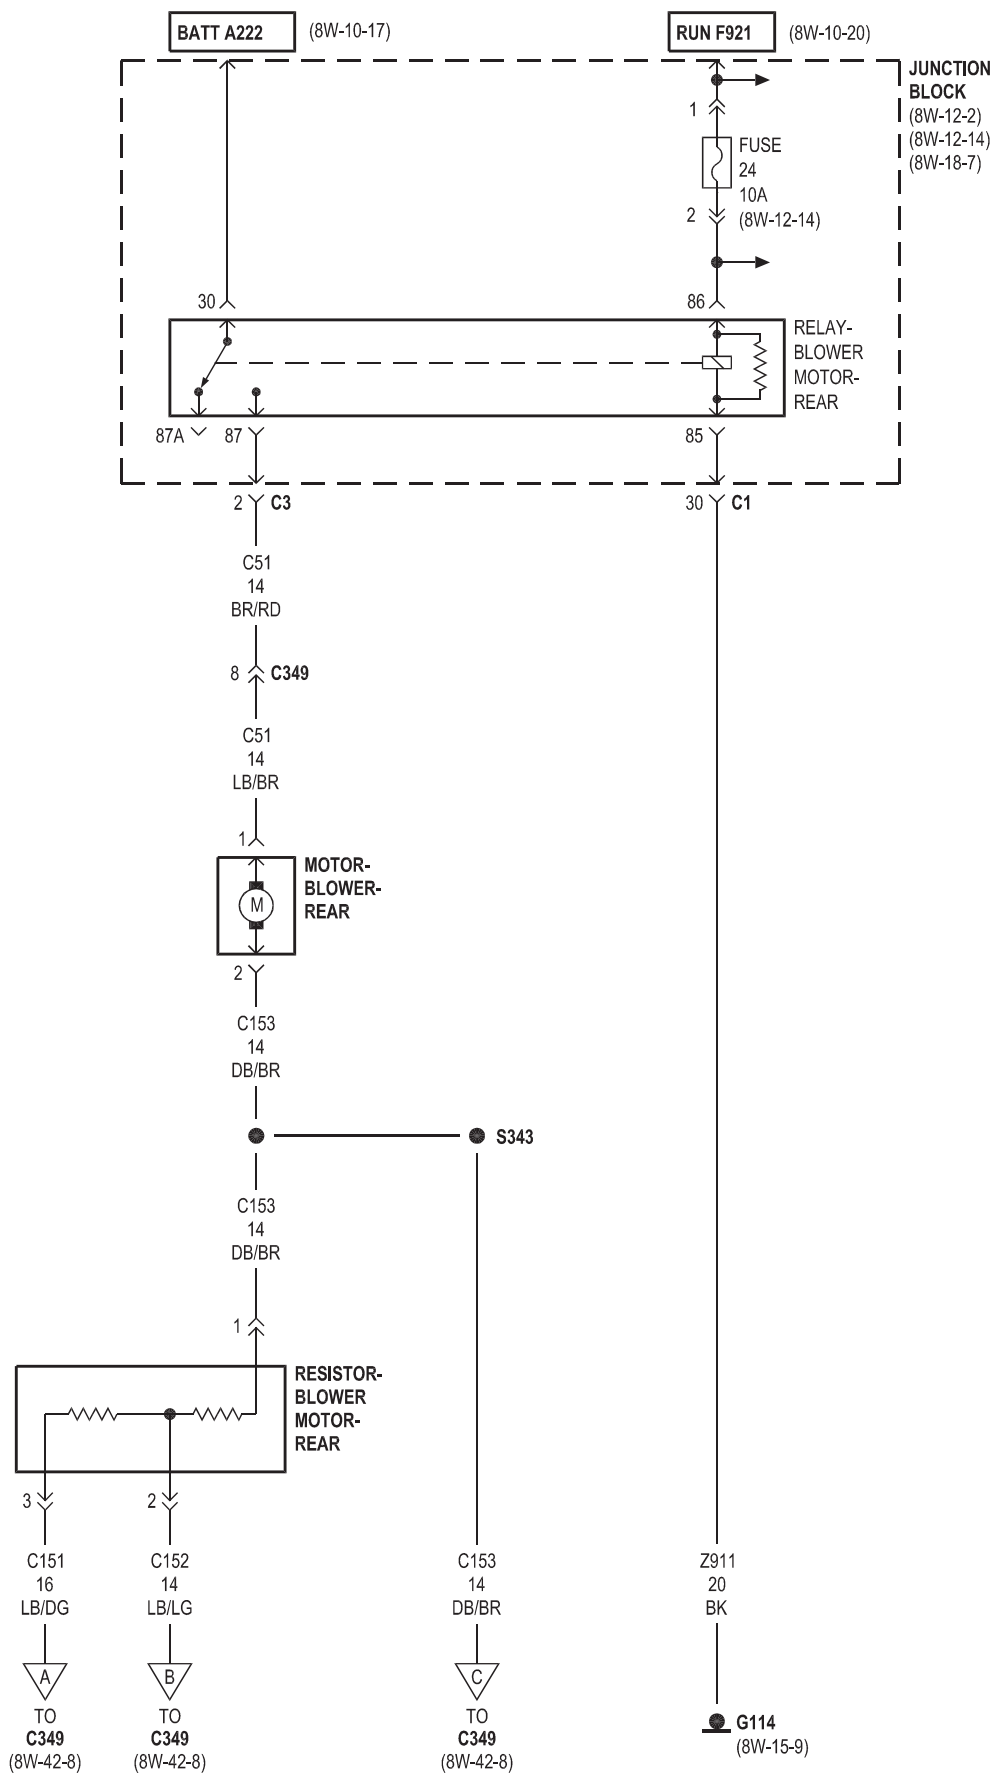 BATT A222 (8W-10-17)
RUN F921 (8W-10-20)
JUNCTION
BLOCK
(8W-12-2)
(8W-12-14)
(8W-18-7)
1
FUSE
24
10A
(8W-12-14)
2
30
86
RELAY-
BLOWER
MOTOR-
REAR
87A
87
85
2 C3
30 C1
C51
14
BR/RD
8 C349
C51
14
LB/BR
1
MOTOR-
BLOWER-
REAR
M
2
C153
14
DB/BR
S343
C153
14
DB/BR
1
RESISTOR-
BLOWER
MOTOR-
REAR
3
2
C151
16
LB/DG
C152
14
LB/LG
C153
14
DB/BR
Z911
20
BK
A
TO
C349
(8W-42-8)
B
TO
C349
(8W-42-8)
C
TO
C349
(8W-42-8)
G114
(8W-15-9)